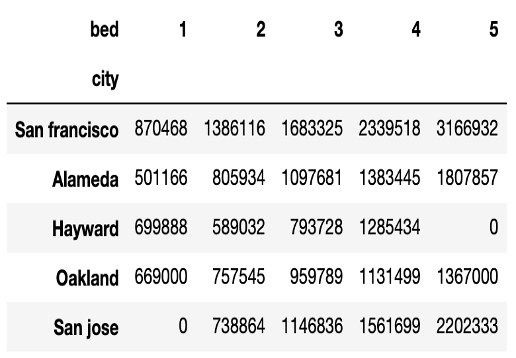 bed 1 2 3 4 5
city
San francisco 870468 1386116 1683325 2339518 3166932
Alameda 501166 805934 1097681 1383445 1807857
Hayward 699888 589032 793728 1285434 0
Oakland 669000 757545 959789 1131499 1367000
San jose 0 738864 1146836 1561699 2202333